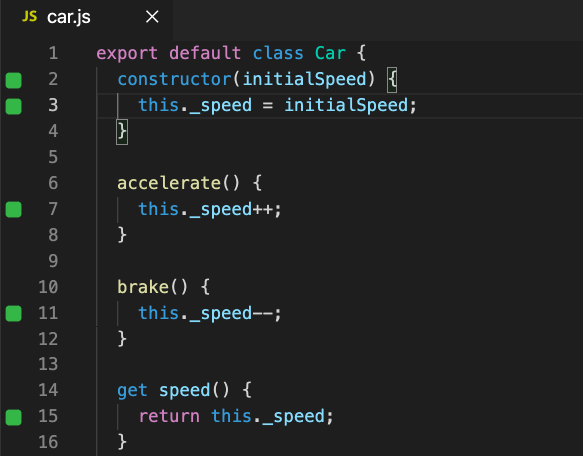 JS car.js
1 export default class Car {
2 constructor(initialSpeed) {
3 this._speed = initialSpeed;
4 }
5
6 accelerate() {
7 this._speed++;
8 }
9
10 brake() {
11 this._speed--;
12 }
13
14 get speed() {
15 return this._speed;
16 }